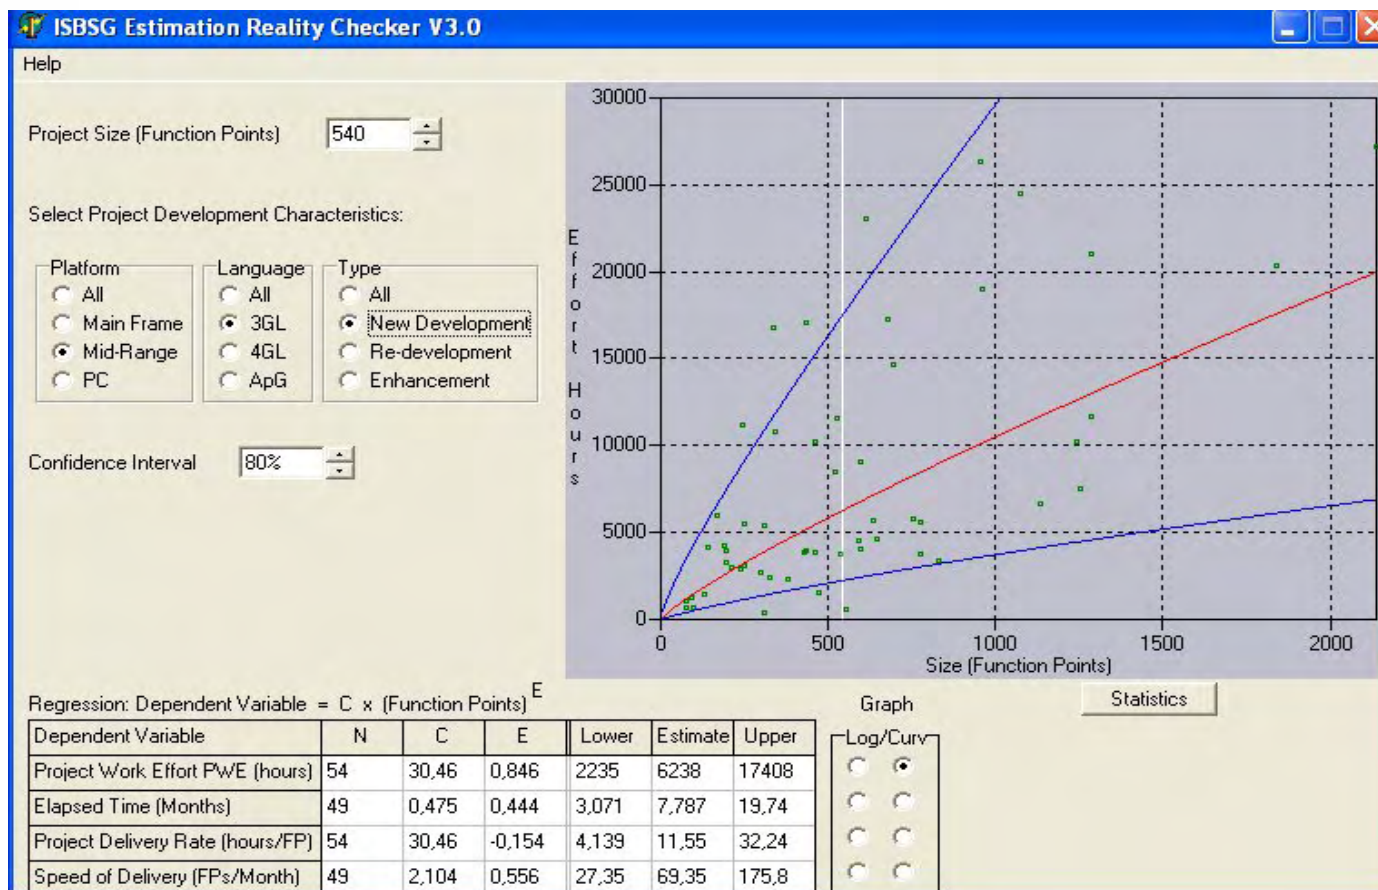 ISBSG Estimation Reality Checker V3.0
Help
Project Size (Function Points) 540
Select Project Development Characteristics:
Platform Language Type
All All All
Main Frame 3GL New Development
Mid-Range 4GL Re-development
PC ApG Enhancement
Confidence Interval 80%
30000
25000
20000
15000
10000
5000
0
Effort Hours
0 500 1000 1500 2000
Size (Function Points)
Statistics
Regression: Dependent Variable = C x (Function Points) E
Graph
Log/Curv
Dependent Variable N C E Lower Estimate Upper
Project Work Effort PWE (hours) 54 30,46 0,846 2235 6238 17408
Elapsed Time (Months) 49 0,475 0,444 3,071 7,787 19,74
Project Delivery Rate (hours/FP) 54 30,46 -0,154 4,139 11,55 32,24
Speed of Delivery (FPs/Month) 49 2,104 0,556 27,35 69,35 175,8